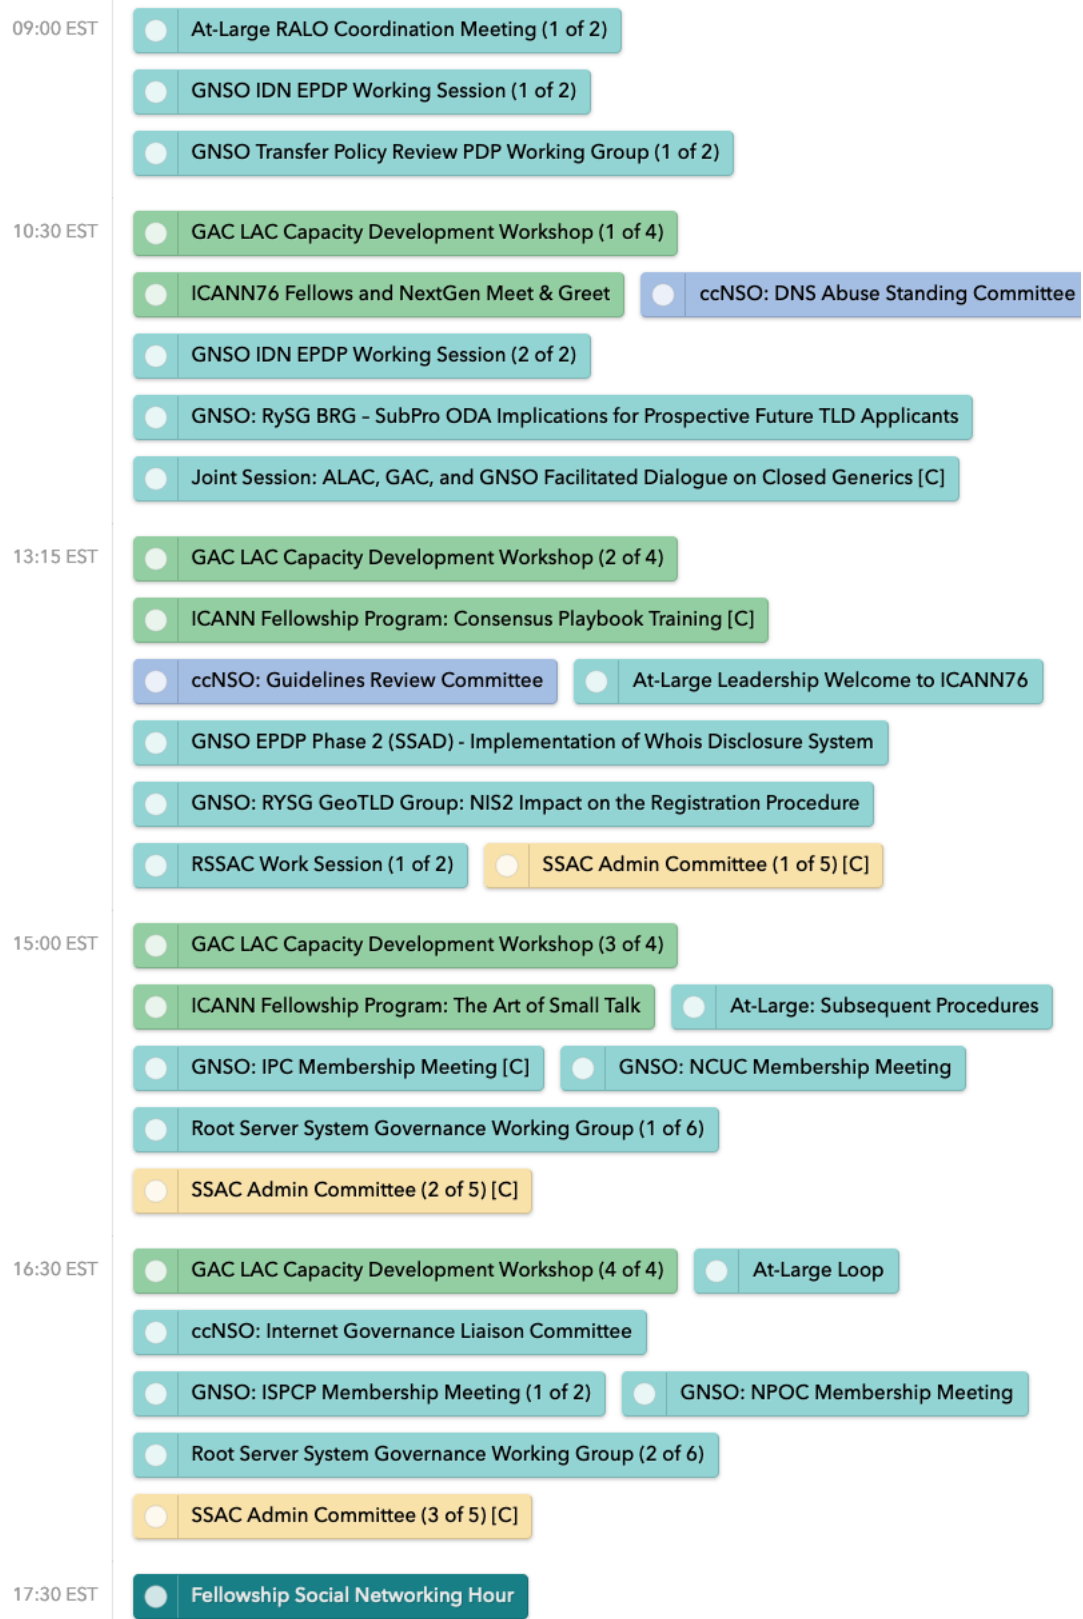 09:00 EST
At-Large RALO Coordination Meeting (1 of 2)
GNSO IDN EPDP Working Session (1 of 2)
GNSO Transfer Policy Review PDP Working Group (1 of 2)
10:30 EST
GAC LAC Capacity Development Workshop (1 of 4)
ICANN76 Fellows and NextGen Meet & Greet
ccNSO: DNS Abuse Standing Committee
GNSO IDN EPDP Working Session (2 of 2)
GNSO: RySG BRG – SubPro ODA Implications for Prospective Future TLD Applicants
Joint Session: ALAC, GAC, and GNSO Facilitated Dialogue on Closed Generics [C]
13:15 EST
GAC LAC Capacity Development Workshop (2 of 4)
ICANN Fellowship Program: Consensus Playbook Training [C]
ccNSO: Guidelines Review Committee
At-Large Leadership Welcome to ICANN76
GNSO EPDP Phase 2 (SSAD) - Implementation of Whois Disclosure System
GNSO: RYSG GeoTLD Group: NIS2 Impact on the Registration Procedure
RSSAC Work Session (1 of 2)
SSAC Admin Committee (1 of 5) [C]
15:00 EST
GAC LAC Capacity Development Workshop (3 of 4)
ICANN Fellowship Program: The Art of Small Talk
At-Large: Subsequent Procedures
GNSO: IPC Membership Meeting [C]
GNSO: NCUC Membership Meeting
Root Server System Governance Working Group (1 of 6)
SSAC Admin Committee (2 of 5) [C]
16:30 EST
GAC LAC Capacity Development Workshop (4 of 4)
At-Large Loop
ccNSO: Internet Governance Liaison Committee
GNSO: ISPCP Membership Meeting (1 of 2)
GNSO: NPOC Membership Meeting
Root Server System Governance Working Group (2 of 6)
SSAC Admin Committee (3 of 5) [C]
17:30 EST
Fellowship Social Networking Hour